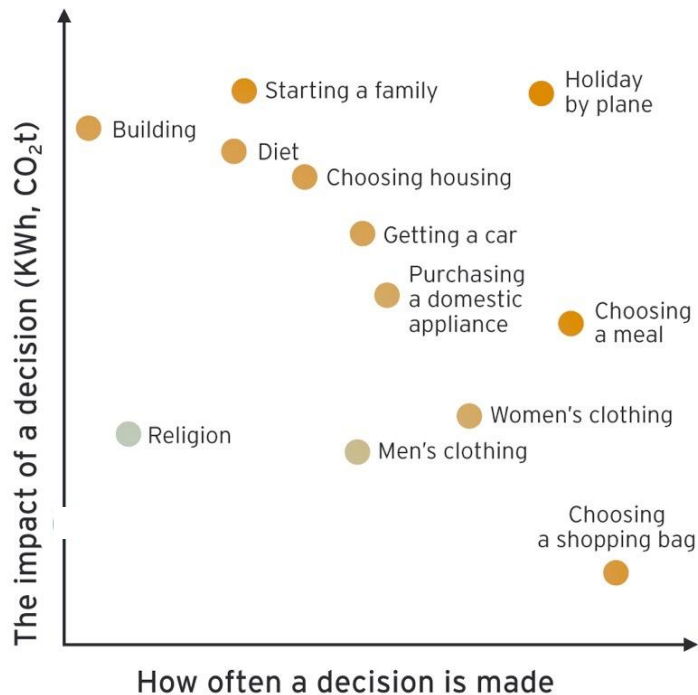 The impact of a decision (KWh, CO₂t)
Starting a family
Holiday
by plane
Building
Diet
Choosing housing
Getting a car
Purchasing
a domestic
appliance
Choosing
a meal
Women's clothing
Religion
Men's clothing
Choosing
a shopping bag
How often a decision is made